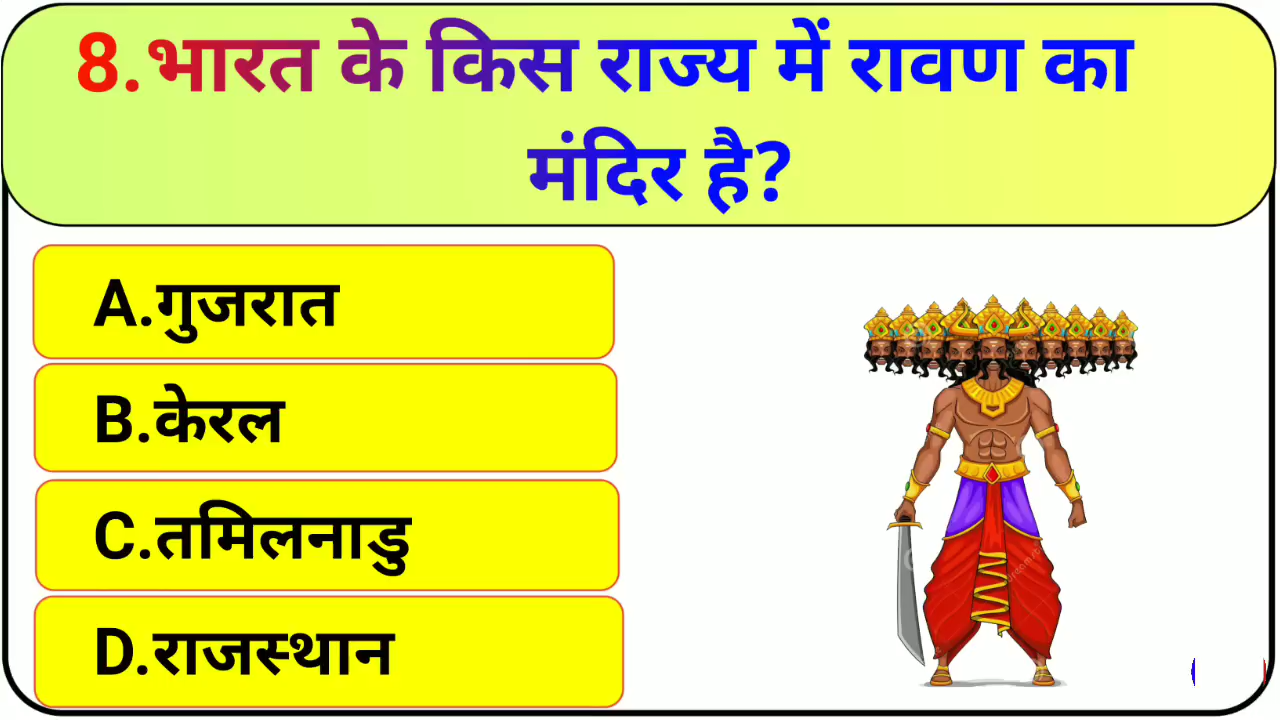 8.भारत के किस राज्य में रावण का
मंदिर है?
A.गुजरात
B.केरल
C.तमिलनाडु
D.राजस्थान